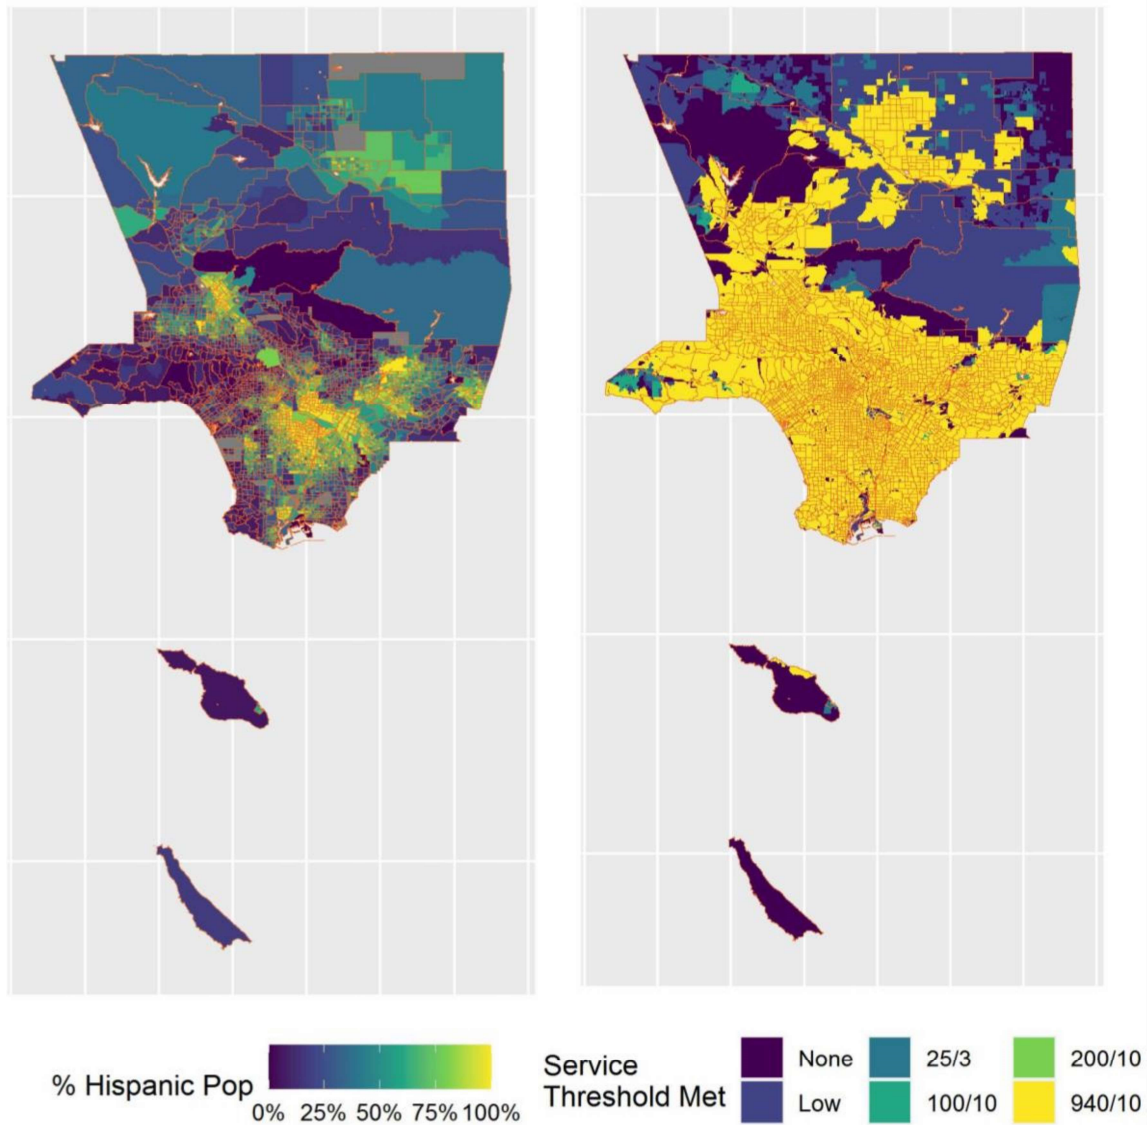 % Hispanic Pop
0% 25% 50% 75% 100%
Service
Threshold Met
None 25/3 200/10
Low 100/10 940/10